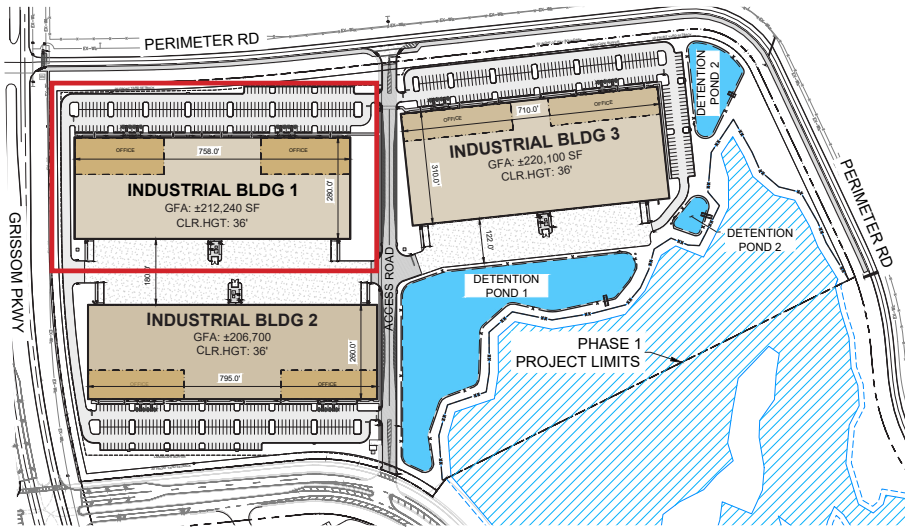 PERIMETER RD
DETENTION
POND 2
OFFICE
758.0'
OFFICE
280.0'
INDUSTRIAL BLDG 1
GFA: ±212,240 SF
CLR.HGT: 36'
OFFICE
710.0'
OFFICE
310.0'
INDUSTRIAL BLDG 3
GFA: ±220,100 SF
CLR.HGT: 36'
122.0'
PERIMETER RD
GRISSOM PKWY
180.0'
ACCESS ROAD
DETENTION
POND 2
DETENTION
POND 1
INDUSTRIAL BLDG 2
GFA: ±206,700
CLR.HGT: 36'
260.0'
OFFICE
795.0'
OFFICE
PHASE 1
PROJECT LIMITS